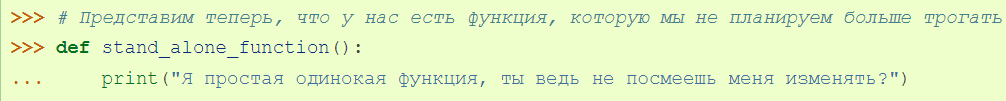 >>> # Представим теперь, что у нас есть функция, которую мы не планируем больше трогать
>>> def stand_alone_function():
...     print("Я простая одинокая функция, ты ведь не посмеешь меня изменять?")